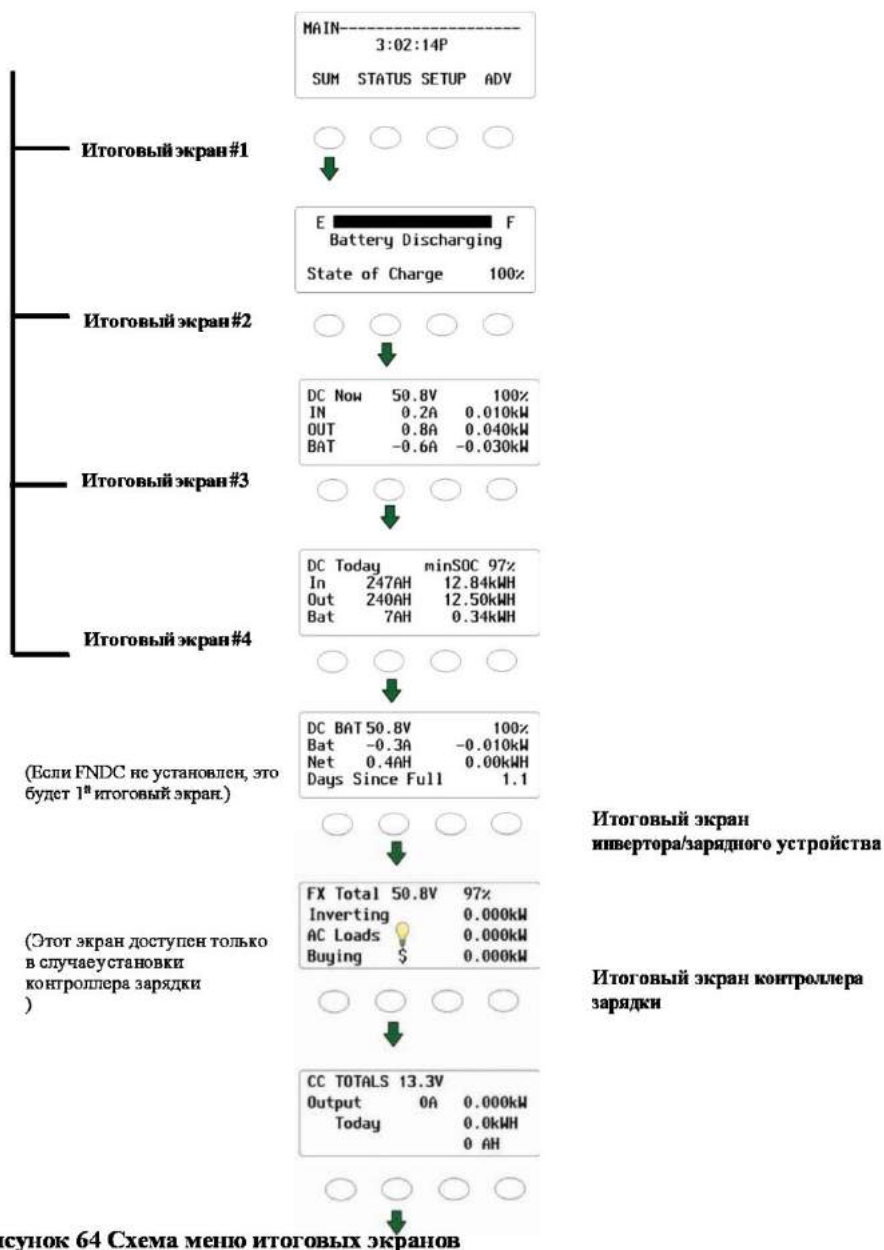 MAIN----------------------
3:02:14P
SUM STATUS SETUP ADV
Итоговый экран #1
E F
Battery Discharging
State of Charge 100%
Итоговый экран #2
DC Now 50.8V 100%
IN 0.2A 0.010kW
OUT 0.8A 0.040kW
BAT -0.6A -0.030kW
Итоговый экран #3
DC Today minSOC 97%
In 247AH 12.84kWH
Out 240AH 12.50kWH
Bat 7AH 0.34kWH
Итоговый экран #4
DC BAT 50.8V 100%
Bat -0.3A -0.010kW
Net 0.4AH 0.00kWH
Days Since Full 1.1
(Если FNDC не установлен, это
будет 1й итоговый экран.)
Итоговый экран
инвертора/зарядного устройства
FX Total 50.8V 97%
Inverting 0.000kW
AC Loads 0.000kW
Buying $ 0.000kW
(Этот экран доступен только
в случаеустановки
контроллера зарядки
)
Итоговый экран контроллера
зарядки
CC TOTALS 13.3V
Output 0A 0.000kW
Today 0.0kWH
0 AH
исунок 64 Схема меню итоговых экранов